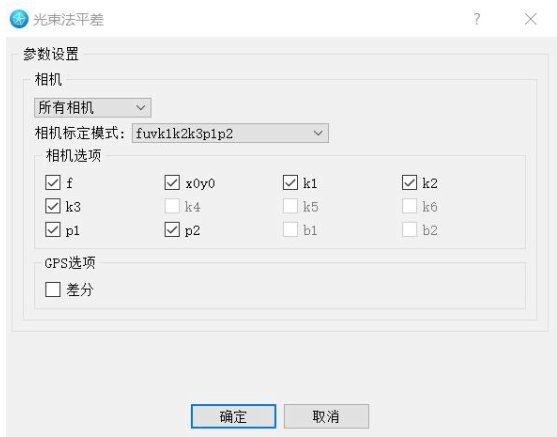 光束法平差
参数设置
相机
所有相机
相机标定模式: fuvk1k2k3p1p2
相机选项
f x0y0 k1 k2
k3 k4 k5 k6
p1 p2 b1 b2
GPS选项
差分
确定 取消